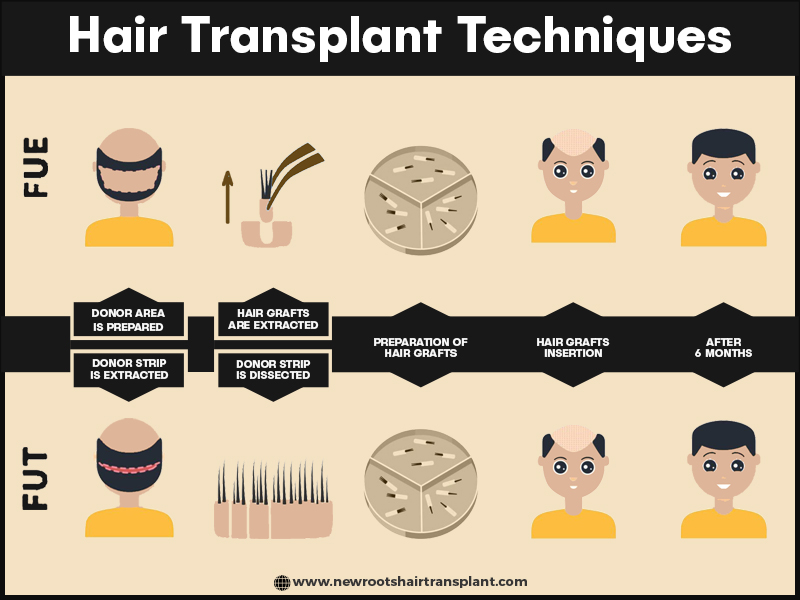 Hair Transplant Techniques
FUE
DONOR AREA
IS PREPARED
HAIR GRAFTS
ARE EXTRACTED
DONOR STRIP
IS EXTRACTED
DONOR STRIP
IS DISSECTED
PREPARATION OF
HAIR GRAFTS
HAIR GRAFTS
INSERTION
AFTER
6 MONTHS
FUT
www.newrootshairtransplant.com